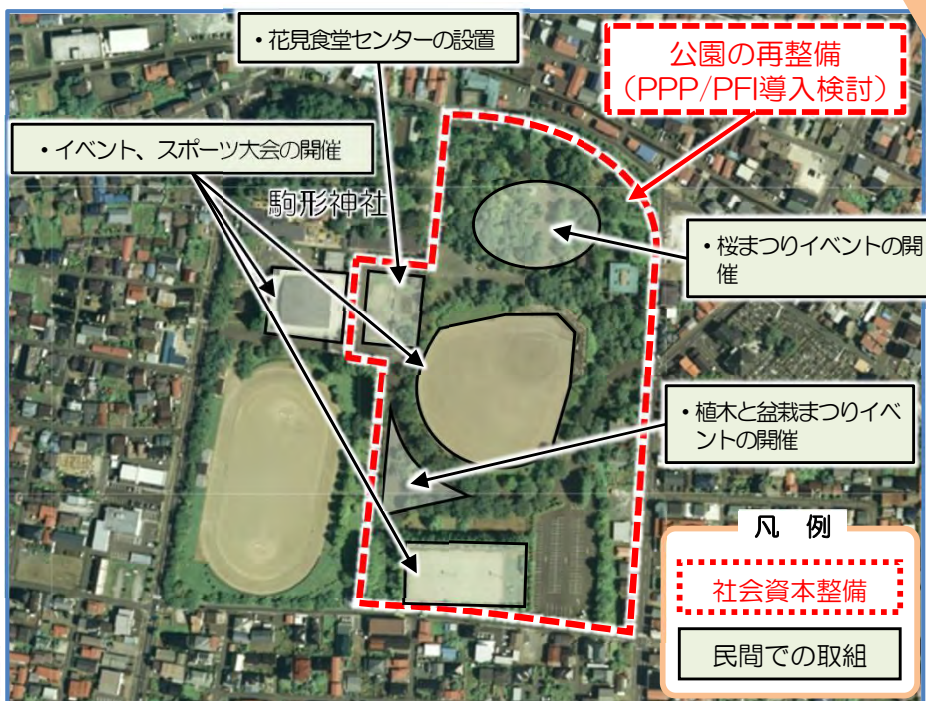 ・花見食堂センターの設置
公園の再整備
（PPP/PFI導入検討）
・イベント、スポーツ大会の開催
駒形神社
・桜まつりイベントの開
催
・植木と盆栽まつりイベ
ントの開催
凡 例
社会資本整備
民間での取組